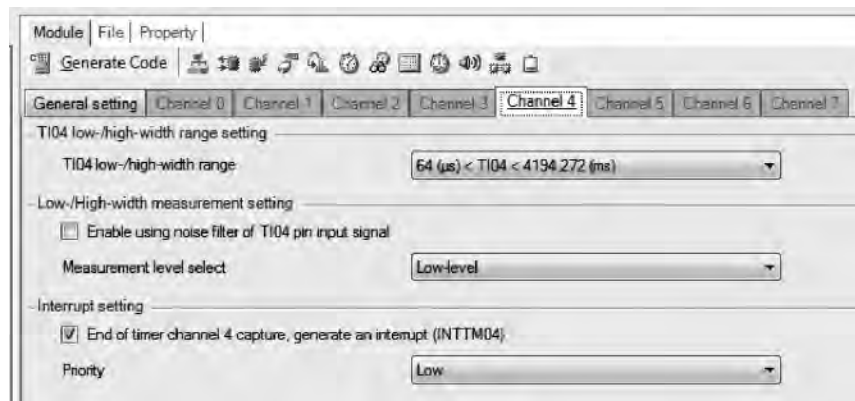 Module File Property
Generate Code
General setting Channel 0 Channel 1 Channel 2 Channel 3 Channel 4 Channel 5 Channel 6 Channel 7
TI04 low-/high-width range setting
TI04 low-/high-width range 64 (µs) < TI04 < 4194.272 (ms)
Low-/High-width measurement setting
Enable using noise filter of TI04 pin input signal
Measurement level select Low-level
Interrupt setting
End of timer channel 4 capture, generate an interrupt (INTTM04)
Priority Low